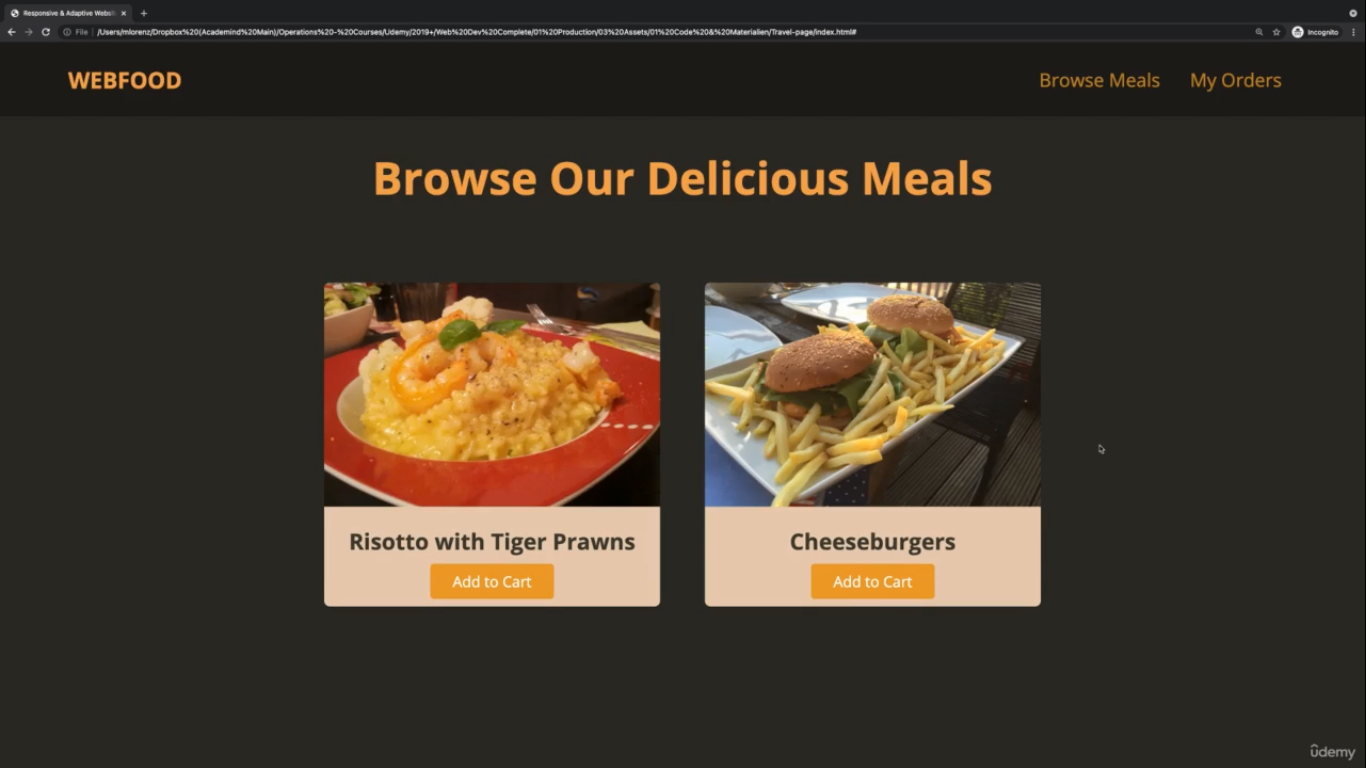 Responsive & Adaptive Websi
File
/Users/mlorenz/Dropbox%20(Academind%20Main)/Operations%20-%20Courses/Udemy/2019+/Web%20Dev%20Complete/01%20Production/03%20Assets/01%20Code%20&%20Materialien/Travel-page/index.html#
Incognito
WEBFOOD
Browse Meals
My Orders
Browse Our Delicious Meals
Risotto with Tiger Prawns
Add to Cart
Cheeseburgers
Add to Cart
udemy